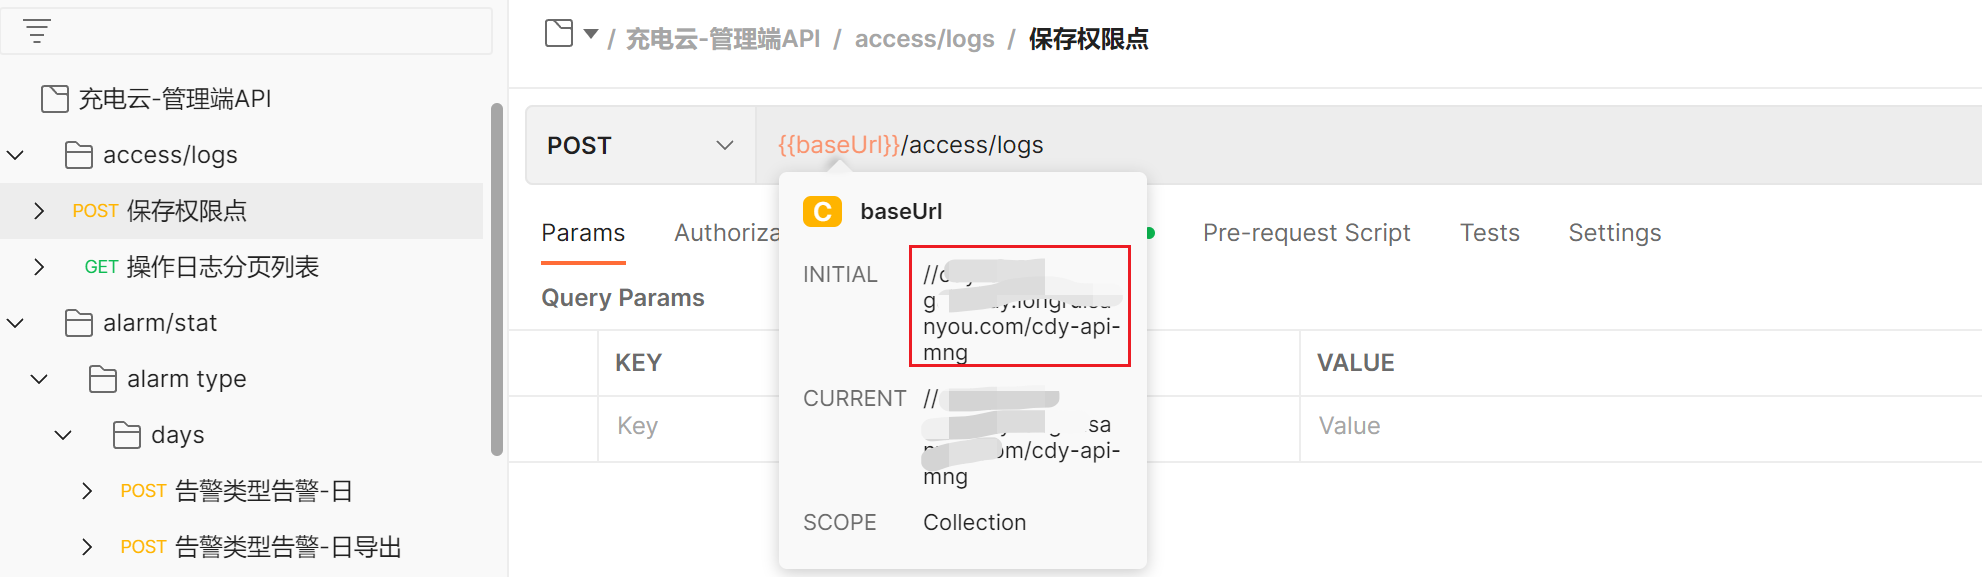 充电云-管理端API
access/logs
POST 保存权限点
GET 操作日志分页列表
alarm/stat
alarm type
days
POST 告警类型告警-日
POST 告警类型告警-日导出
/ 充电云-管理端API / access/logs / 保存权限点
POST {{baseUrl}}/access/logs
Params Authoriza Pre-request Script Tests Settings
Query Params
KEY VALUE
Key Value
C baseUrl
INITIAL //
g
nyou.com/cdy-api-
mng
CURRENT //
sa
m/cdy-api-
mng
SCOPE Collection